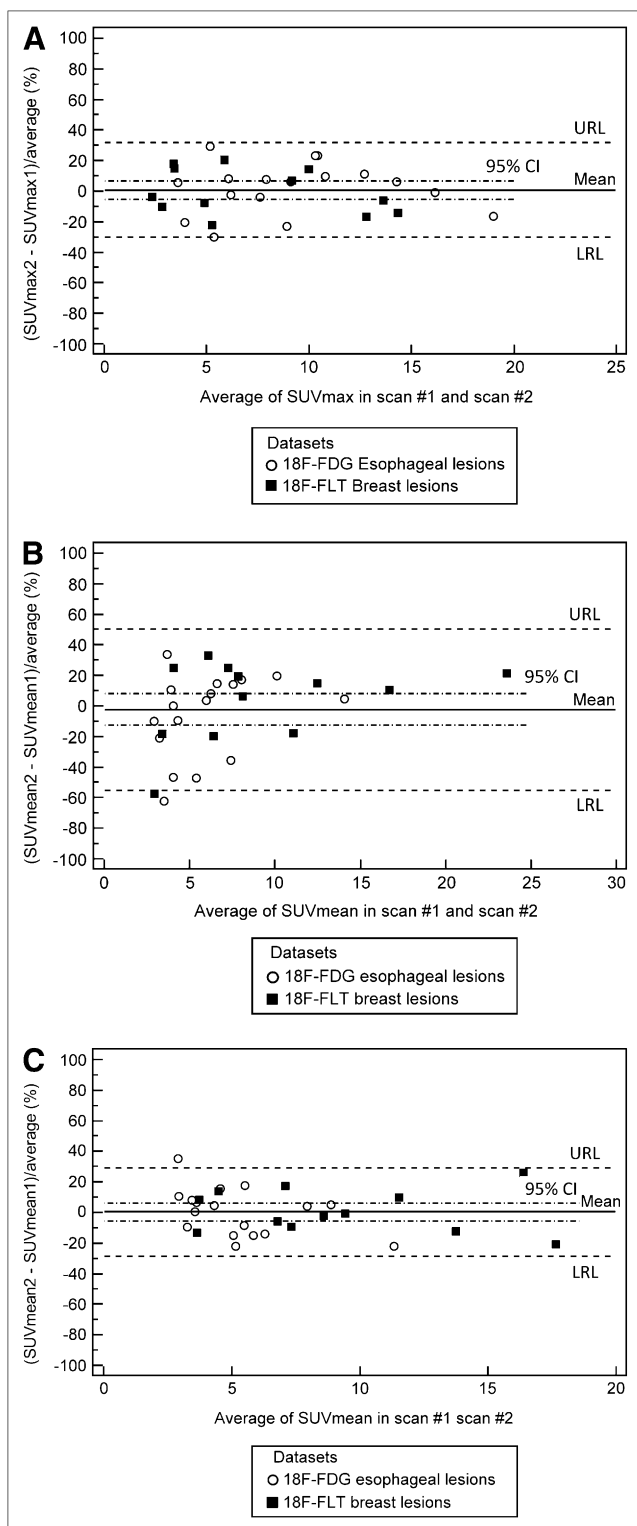 A
100
80
60
40
20
0
-20
-40
-60
-80
-100
(SUVmax2 - SUVmax1)/average (%)
URL
95% CI
Mean
LRL
0 5 10 15 20 25
Average of SUVmax in scan #1 and scan #2
Datasets
18F-FDG Esophageal lesions
18F-FLT Breast lesions
B
100
80
60
40
20
0
-20
-40
-60
-80
-100
(SUVmean2 - SUVmean1)/average (%)
URL
95% CI
Mean
LRL
0 5 10 15 20 25 30
Average of SUVmean in scan #1 and scan #2
Datasets
18F-FDG esophageal lesions
18F-FLT breast lesions
C
100
80
60
40
20
0
-20
-40
-60
-80
-100
(SUVmean2 - SUVmean1)/average (%)
URL
95% CI
Mean
LRL
0 5 10 15 20
Average of SUVmean in scan #1 scan #2
Datasets
18F-FDG esophageal lesions
18F-FLT breast lesions